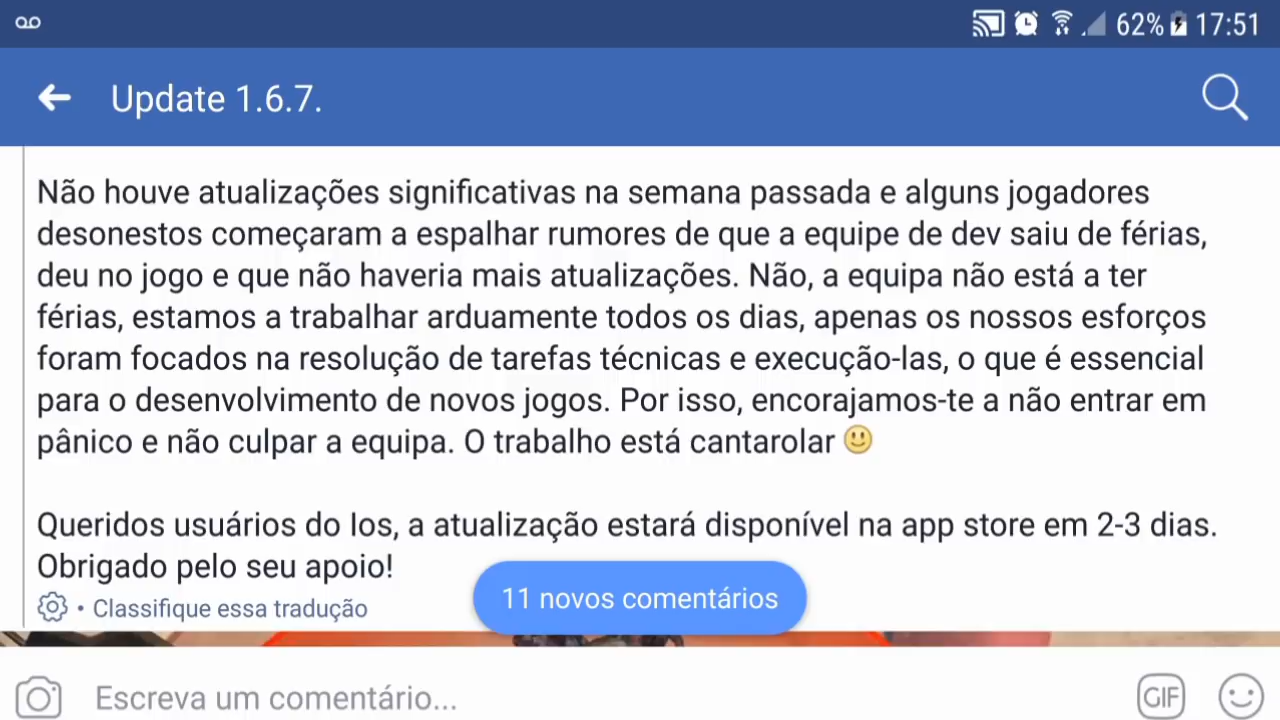 62% 17:51
Update 1.6.7.
Não houve atualizações significativas na semana passada e alguns jogadores
desonestos começaram a espalhar rumores de que a equipe de dev saiu de férias,
deu no jogo e que não haveria mais atualizações. Não, a equipa não está a ter
férias, estamos a trabalhar arduamente todos os dias, apenas os nossos esforços
foram focados na resolução de tarefas técnicas e execução-las, o que é essencial
para o desenvolvimento de novos jogos. Por isso, encorajamos-te a não entrar em
pânico e não culpar a equipa. O trabalho está cantarolar 🙂
Queridos usuários do Ios, a atualização estará disponível na app store em 2-3 dias.
Obrigado pelo seu apoio!
• Classifique essa tradução
11 novos comentários
Escreva um comentário...
GIF